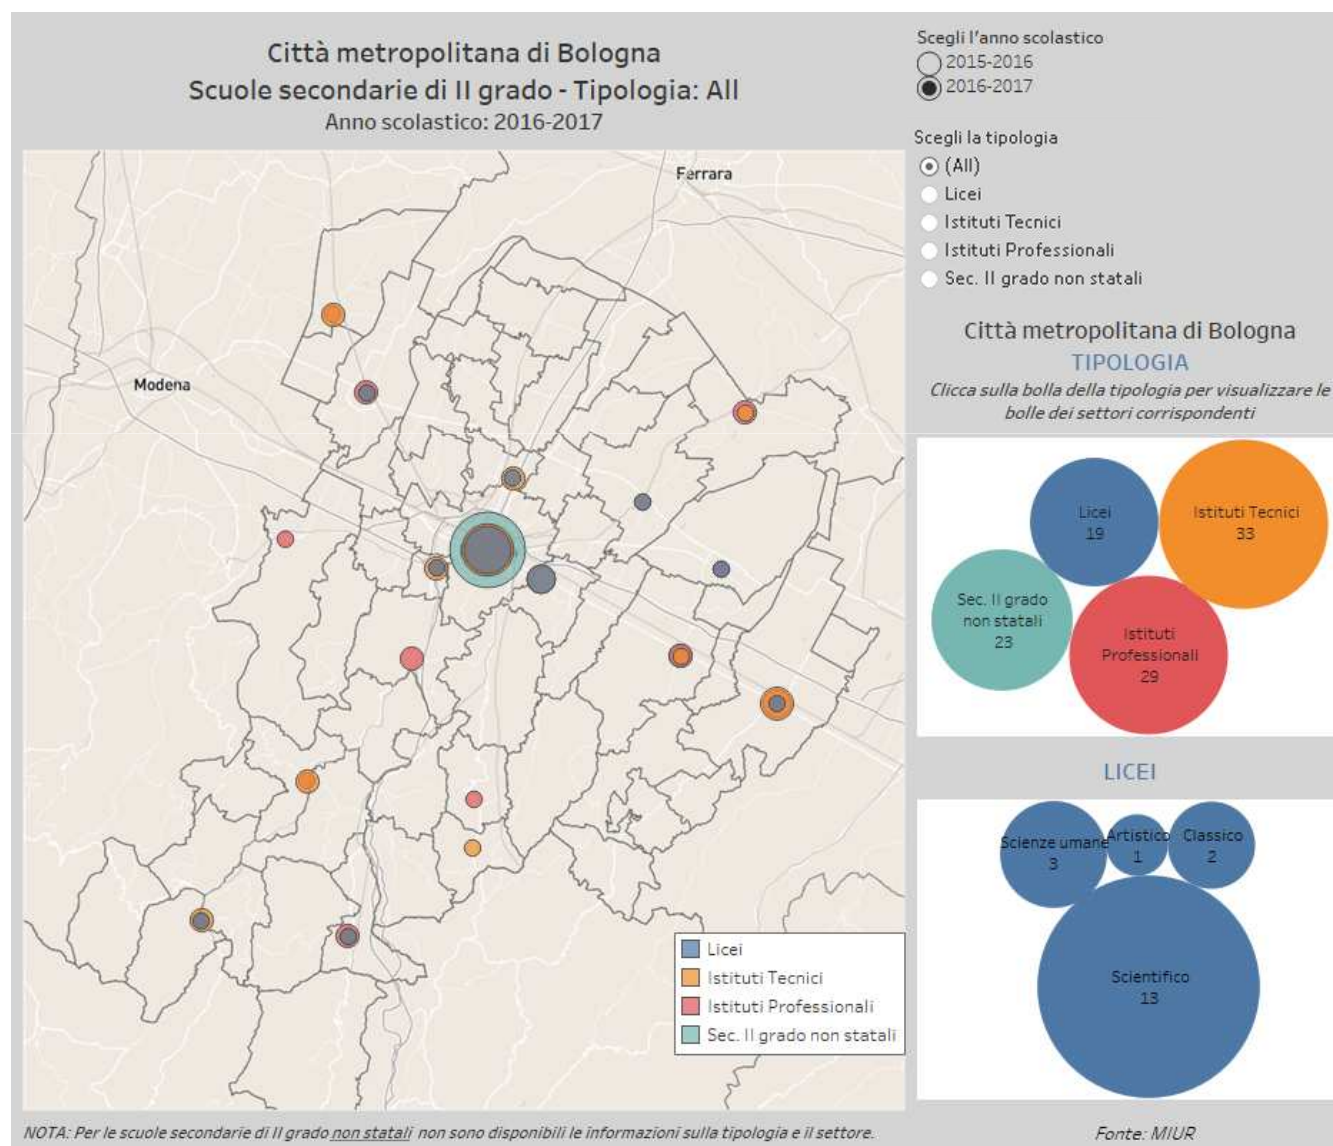 Città metropolitana di Bologna
Scuole secondarie di II grado - Tipologia: All
Anno scolastico: 2016-2017
Scegli l'anno scolastico
2015-2016
2016-2017
Scegli la tipologia
(All)
Licei
Istituti Tecnici
Istituti Professionali
Sec. II grado non statali
Ferrara
Modena
Licei
Istituti Tecnici
Istituti Professionali
Sec. II grado non statali
Città metropolitana di Bologna
TIPOLOGIA
Clicca sulla bolla della tipologia per visualizzare le
bolle dei settori corrispondenti
Licei
19
Istituti Tecnici
33
Sec. II grado
non statali
23
Istituti
Professionali
29
LICEI
Scienze umane
3
Artistico
1
Classico
2
Scientifico
13
NOTA: Per le scuole secondarie di II grado non statali non sono disponibili le informazioni sulla tipologia e il settore.
Fonte: MIUR